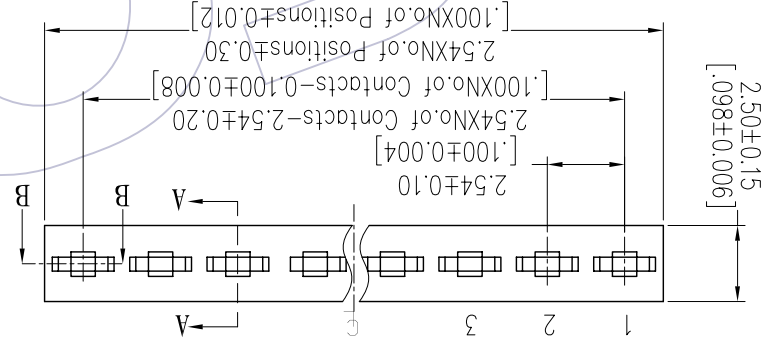 1 2 3 A
A B B
2.50±0.15
[.098±0.006]
2.54±0.10
[.100±0.004]
2.54XNo.of Contacts-2.54±0.20
[.100XNo.of Contacts-0.100±0.008]
2.54XNo.of Positions±0.30
[.100XNo.of Positions±0.012]